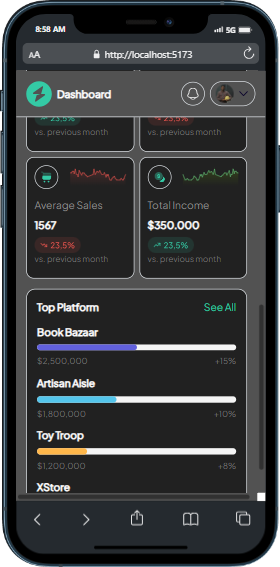 8:58 AM
5G
AA
http://localhost:5173
Dashboard
23,5%
23,5%
vs. previous month
vs. previous month
Average Sales
Total Income
1567
$350.000
23,5%
23,5%
vs. previous month
vs. previous month
Top Platform
See All
Book Bazaar
$2,500,000
+15%
Artisan Aisle
$1,800,000
+10%
Toy Troop
$1,200,000
+8%
XStore